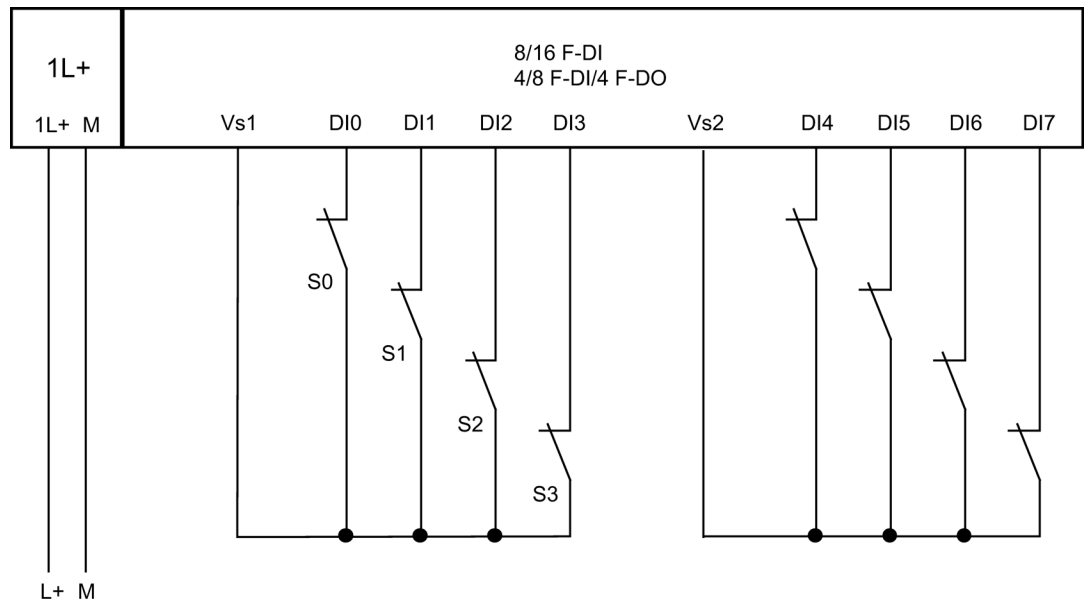 1L+
8/16 F-DI
4/8 F-DI/4 F-DO
1L+ M Vs1 DI0 DI1 DI2 DI3 Vs2 DI4 DI5 DI6 DI7
S0
S1
S2
S3
L+ M